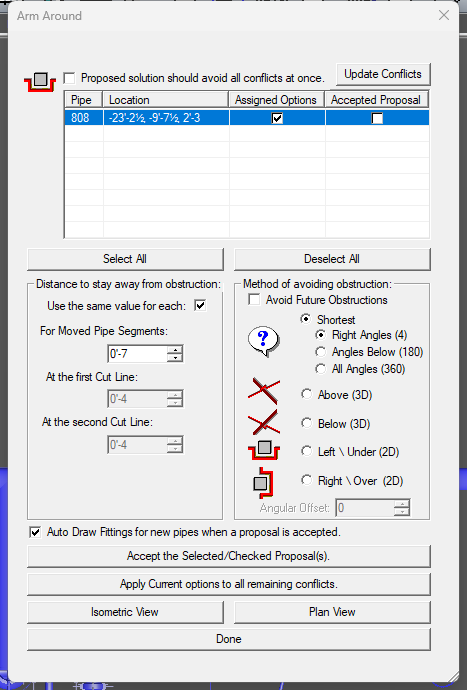 Arm Around
Proposed solution should avoid all conflicts at once.
Update Conflicts
Pipe Location Assigned Options Accepted Proposal
808 -23'-2½, -9'-7½, 2'-3
Select All
Deselect All
Distance to stay away from obstruction:
Use the same value for each:
For Moved Pipe Segments:
0'-7
At the first Cut Line:
0'-4
At the second Cut Line:
0'-4
Method of avoiding obstruction:
Avoid Future Obstructions
Shortest
Right Angles (4)
Angles Below (180)
All Angles (360)
Above (3D)
Below (3D)
Left \ Under (2D)
Right \ Over (2D)
Angular Offset: 0
Auto Draw Fittings for new pipes when a proposal is accepted.
Accept the Selected/Checked Proposal(s).
Apply Current options to all remaining conflicts.
Isometric View
Plan View
Done